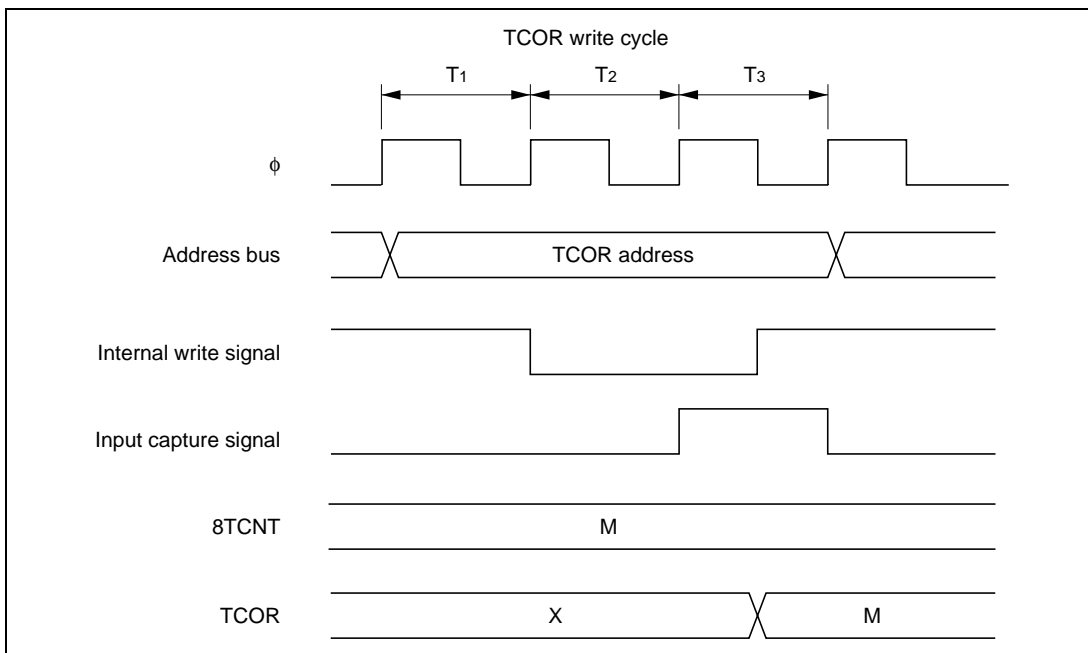 TCOR write cycle
T1 T2 T3
φ
Address bus TCOR address
Internal write signal
Input capture signal
8TCNT M
TCOR X M